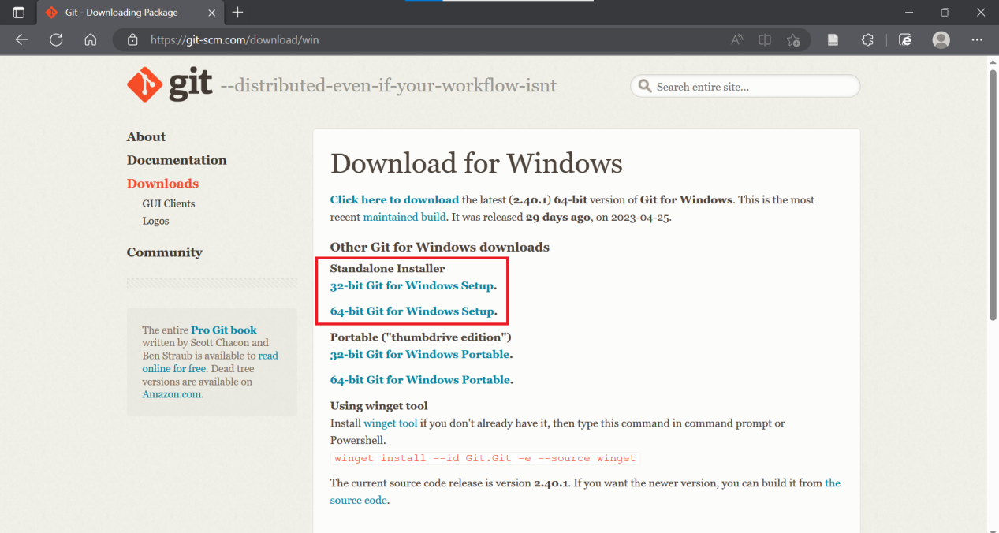 Git - Downloading Package
https://git-scm.com/download/win
git --distributed-even-if-your-workflow-isnt
Search entire site...
About
Documentation
Downloads
GUI Clients
Logos
Community
The entire Pro Git book
written by Scott Chacon and
Ben Straub is available to read
online for free. Dead tree
versions are available on
Amazon.com.
Download for Windows
Click here to download the latest (2.40.1) 64-bit version of Git for Windows. This is the most
recent maintained build. It was released 29 days ago, on 2023-04-25.
Other Git for Windows downloads
Standalone Installer
32-bit Git for Windows Setup.
64-bit Git for Windows Setup.
Portable ("thumbdrive edition")
32-bit Git for Windows Portable.
64-bit Git for Windows Portable.
Using winget tool
Install winget tool if you don't already have it, then type this command in command prompt or
Powershell.
winget install --id Git.Git -e --source winget
The current source code release is version 2.40.1. If you want the newer version, you can build it from the
source code.